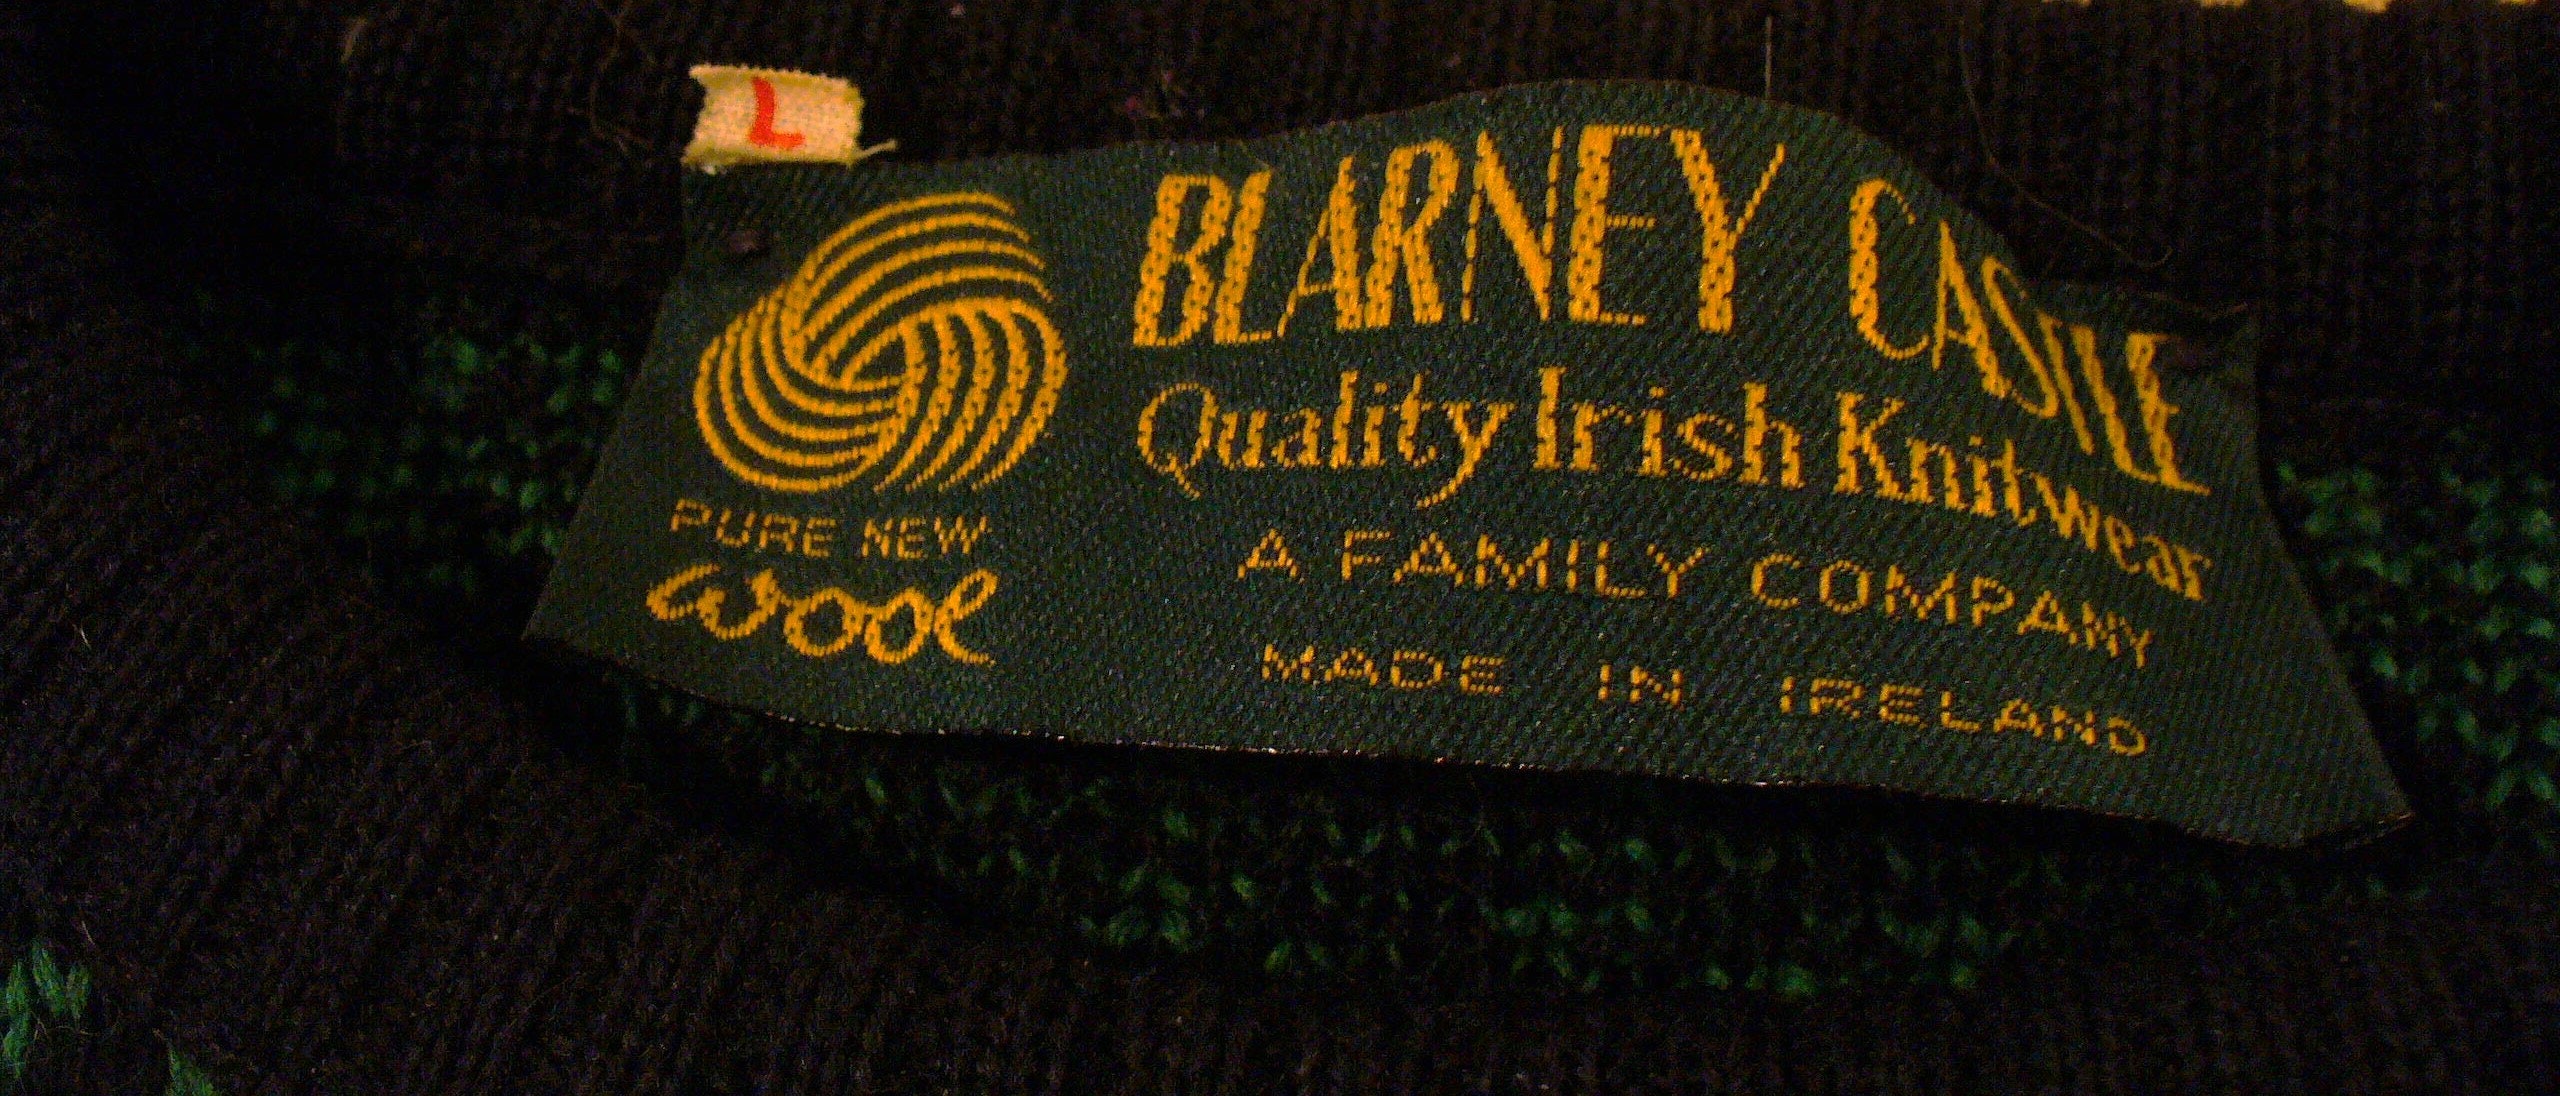 L
BLARNEY CASTLE
Quality Irish Knitwear
A FAMILY COMPANY
MADE IN IRELAND
PURE NEW
wool